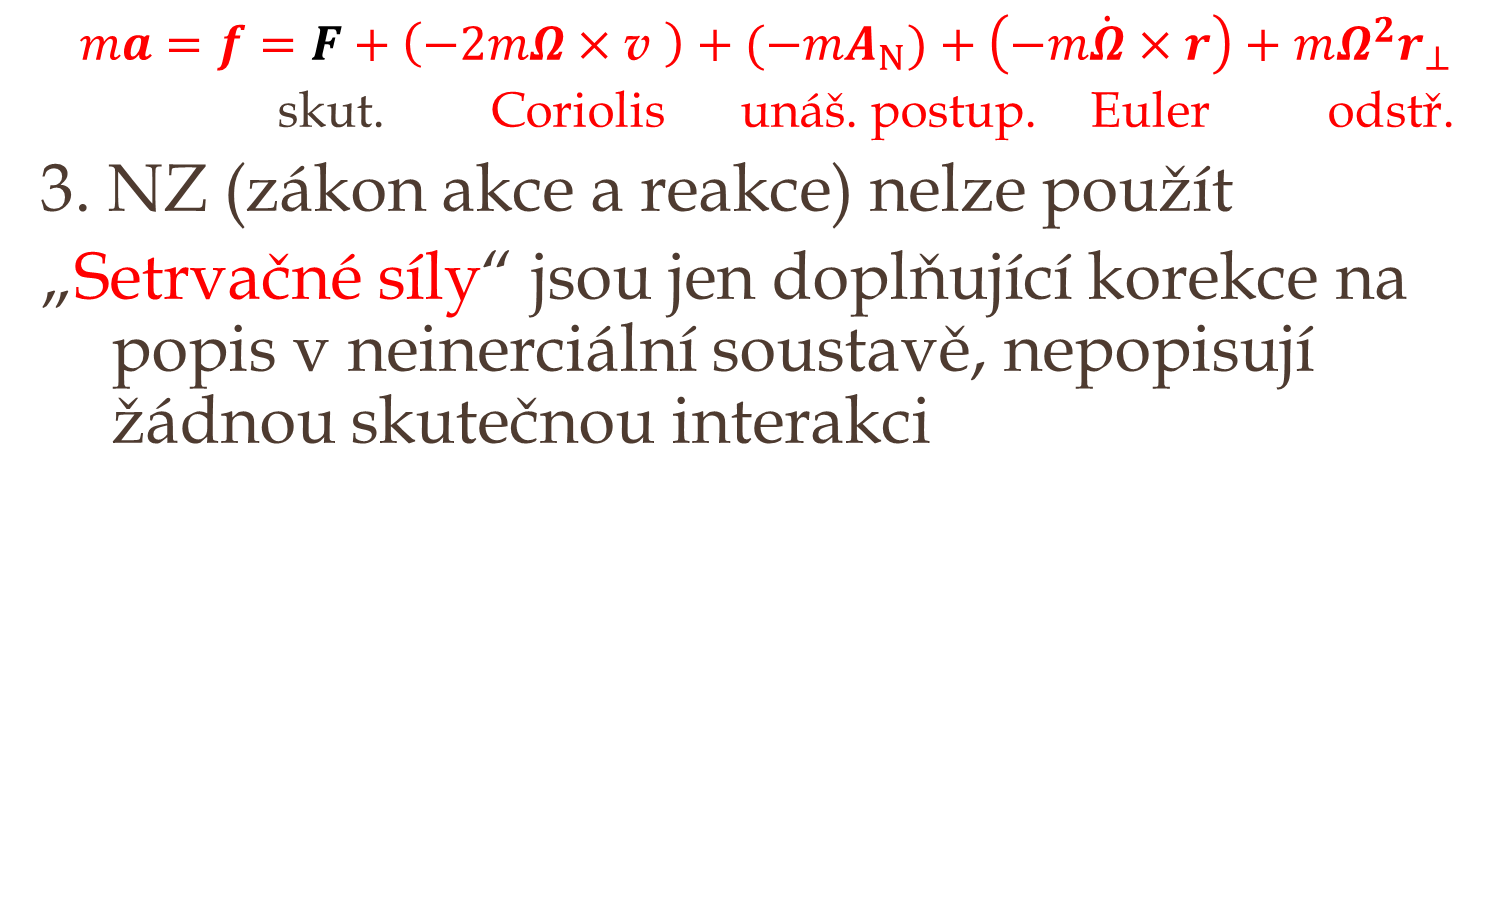 m𝒂 = 𝒇 = 𝑭 + (−2m𝜴 × v ) + (−m𝑨_N) + (−m𝜴̇ × 𝒓) + m𝜴²𝒓_⊥
skut. Coriolis unáš. postup. Euler odstř.
3. NZ (zákon akce a reakce) nelze použít
„Setrvačné síly“ jsou jen doplňující korekce na
popis v neinerciální soustavě, nepopisují
žádnou skutečnou interakci